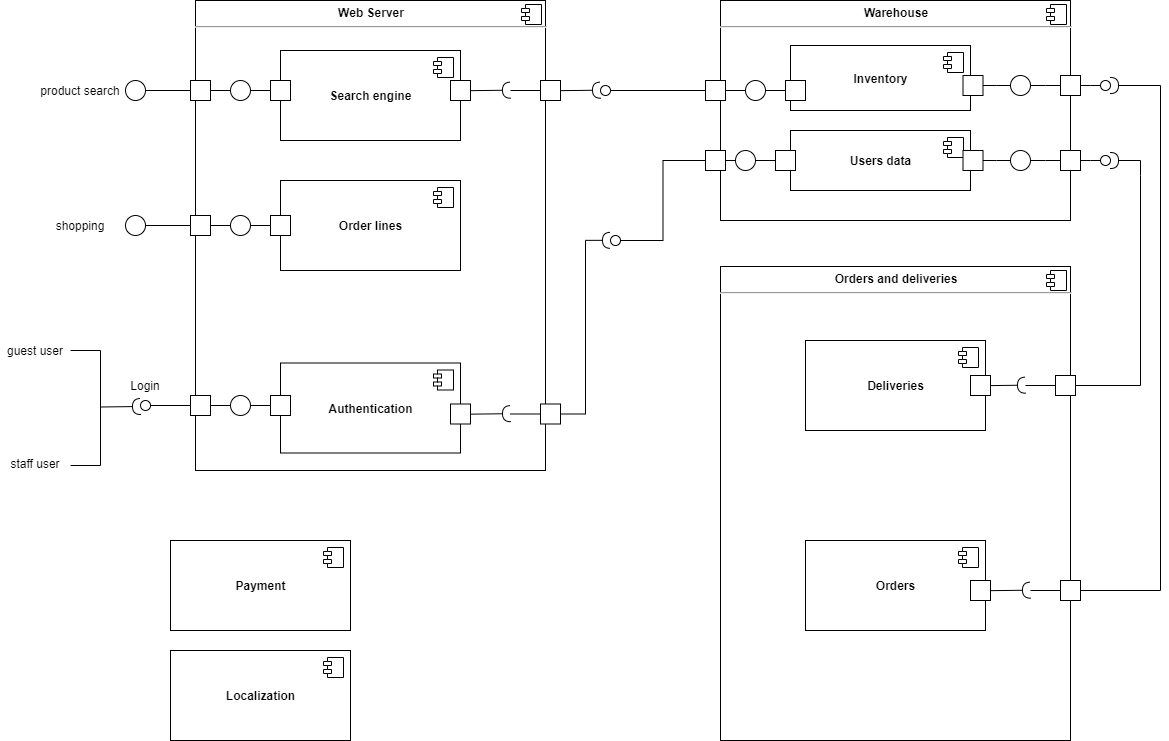 Web Server
Warehouse
product search
Search engine
Inventory
Users data
shopping
Order lines
Orders and deliveries
guest user
Login
Authentication
Deliveries
staff user
Payment
Orders
Localization